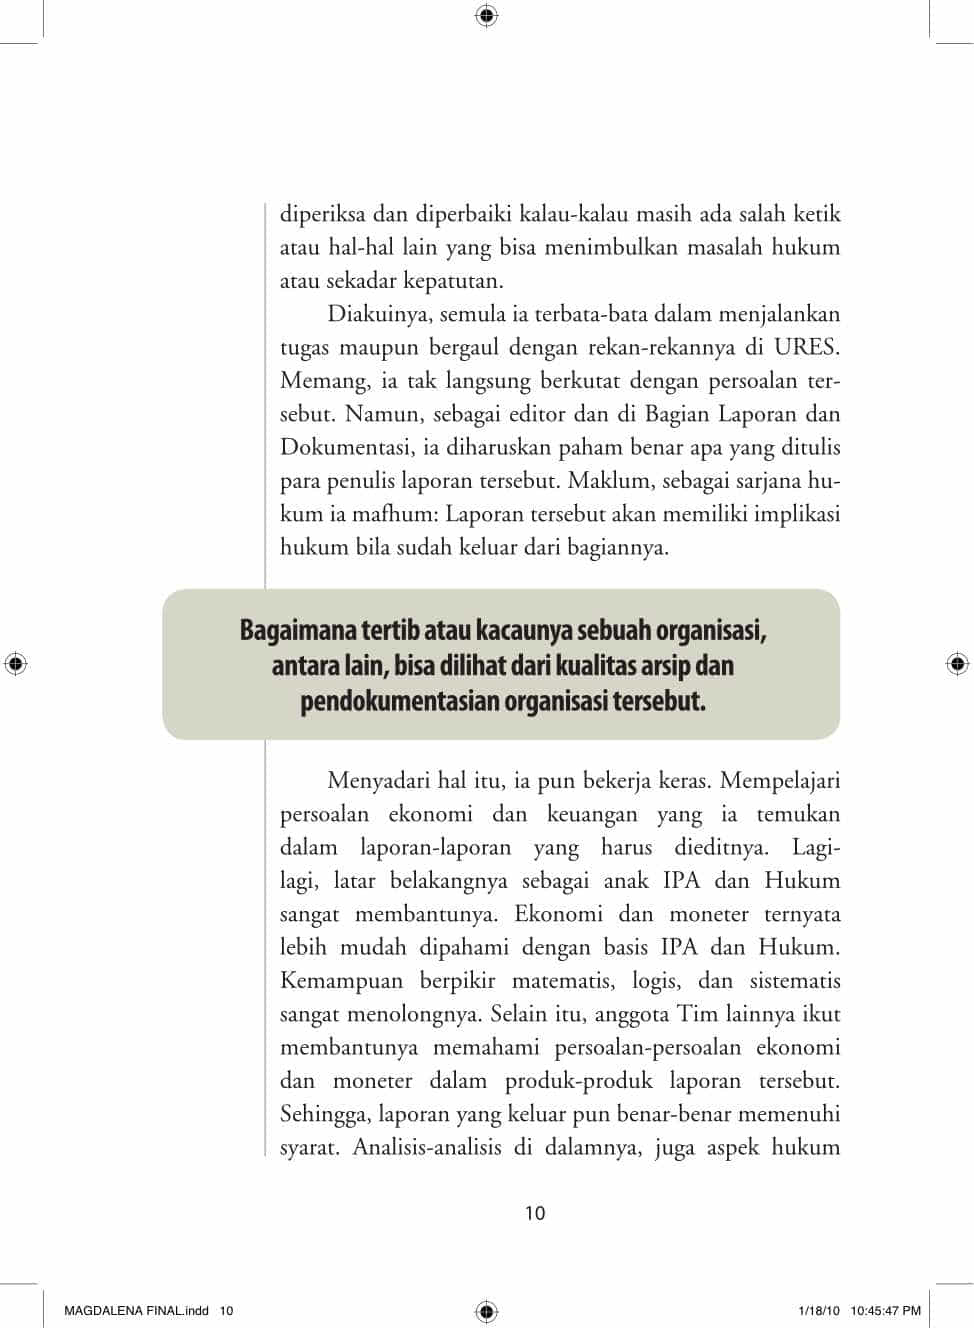 diperiksa dan diperbaiki kalau-kalau masih ada salah ketik
atau hal-hal lain yang bisa menimbulkan masalah hukum
atau sekadar kepatutan.
Diakuinya, semula ia terbata-bata dalam menjalankan
tugas maupun bergaul dengan rekan-rekannya di URES.
Memang, ia tak langsung berkutat dengan persoalan ter-
sebut. Namun, sebagai editor dan di Bagian Laporan dan
Dokumentasi, ia diharuskan paham benar apa yang ditulis
para penulis laporan tersebut. Maklum, sebagai sarjana hu-
kum ia mafhum: Laporan tersebut akan memiliki implikasi
hukum bila sudah keluar dari bagiannya.
Bagaimana tertib atau kacaunya sebuah organisasi,
antara lain, bisa dilihat dari kualitas arsip dan
pendokumentasian organisasi tersebut.
Menyadari hal itu, ia pun bekerja keras. Mempelajari
persoalan ekonomi dan keuangan yang ia temukan
dalam laporan-laporan yang harus dieditnya. Lagi-
lagi, latar belakangnya sebagai anak IPA dan Hukum
sangat membantunya. Ekonomi dan moneter ternyata
lebih mudah dipahami dengan basis IPA dan Hukum.
Kemampuan berpikir matematis, logis, dan sistematis
sangat menolongnya. Selain itu, anggota Tim lainnya ikut
membantunya memahami persoalan-persoalan ekonomi
dan moneter dalam produk-produk laporan tersebut.
Sehingga, laporan yang keluar pun benar-benar memenuhi
syarat. Analisis-analisis di dalamnya, juga aspek hukum
10
MAGDALENA FINAL.indd 10
1/18/10 10:45:47 PM